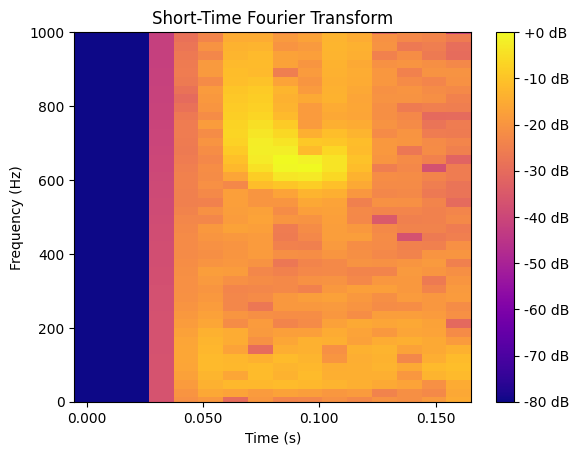 Short-Time Fourier Transform
Frequency (Hz)
1000
800
600
400
200
0
0.000
0.050
0.100
0.150
Time (s)
+0 dB
-10 dB
-20 dB
-30 dB
-40 dB
-50 dB
-60 dB
-70 dB
-80 dB